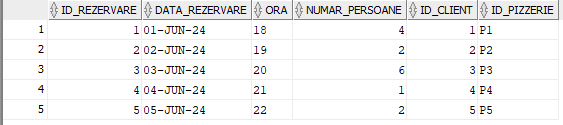 ID_REZERVARE DATA_REZERVARE ORA NUMAR_PERSOANE ID_CLIENT ID_PIZZERIE
1 1 01-JUN-24 18 4 1 P1
2 2 02-JUN-24 19 2 2 P2
3 3 03-JUN-24 20 6 3 P3
4 4 04-JUN-24 21 1 4 P4
5 5 05-JUN-24 22 2 5 P5